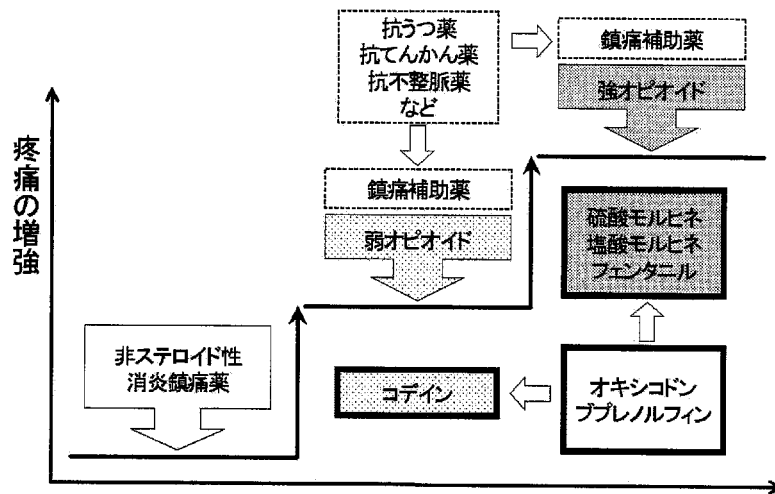 抗うつ薬
抗てんかん薬
抗不整脈薬
など
鎮痛補助薬
強オピオイド
疼痛の増強
鎮痛補助薬
弱オピオイド
硫酸モルヒネ
塩酸モルヒネ
フェンタニル
非ステロイド性
消炎鎮痛薬
コデイン
オキシコドン
ブプレノルフィン